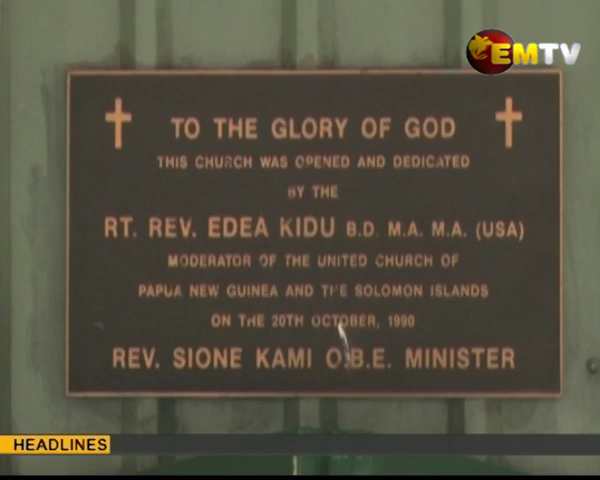 EMTV
TO THE GLORY OF GOD
THIS CHURCH WAS OPENED AND DEDICATED
BY THE
RT. REV. EDEA KIDU B.D. M.A. M.A. (USA)
MODERATOR OF THE UNITED CHURCH OF
PAPUA NEW GUINEA AND THE SOLOMON ISLANDS
ON THE 20TH OCTOBER, 1990
REV. SIONE KAMI O.B.E. MINISTER
HEADLINES